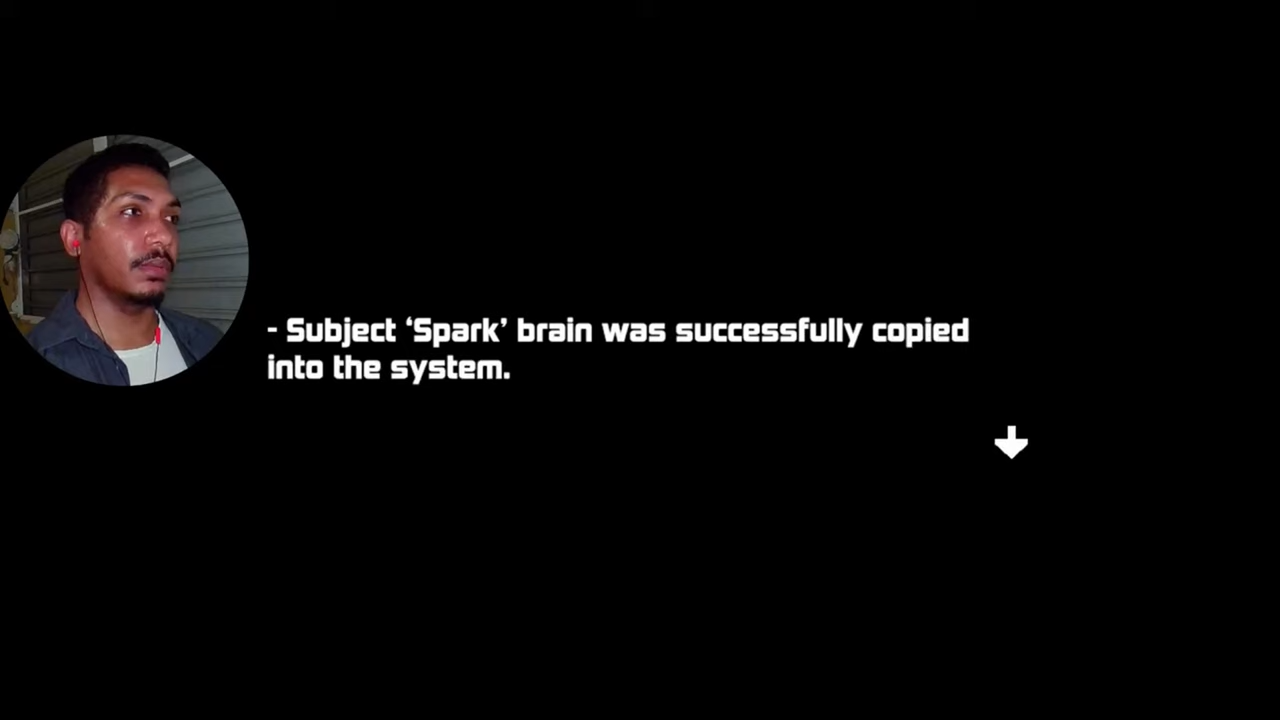 - Subject ‘Spark’ brain was successfully copied
into the system.